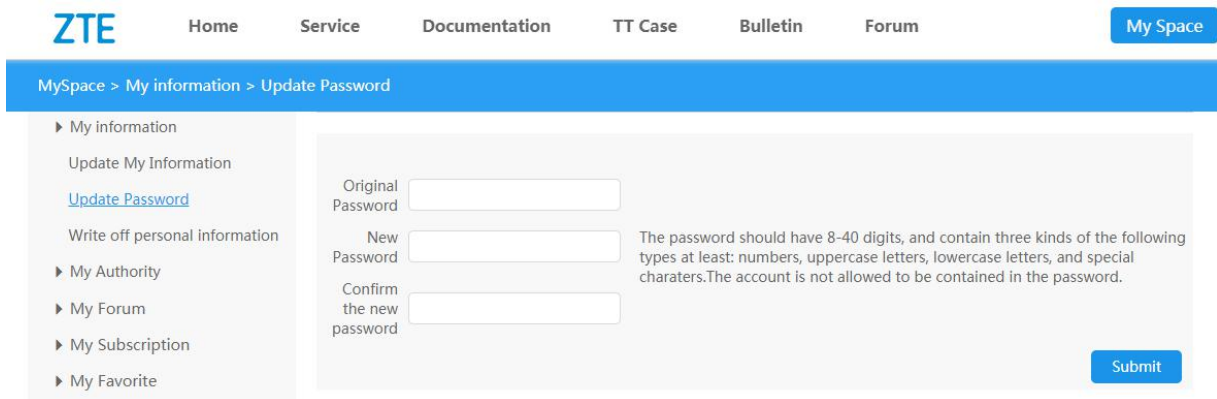 ZTE Home Service Documentation TT Case Bulletin Forum My Space
MySpace > My information > Update Password
My information
Update My Information
Update Password
Write off personal information
My Authority
My Forum
My Subscription
My Favorite
Original
Password
New
Password
The password should have 8-40 digits, and contain three kinds of the following
types at least: numbers, uppercase letters, lowercase letters, and special
charaters.The account is not allowed to be contained in the password.
Confirm
the new
password
Submit